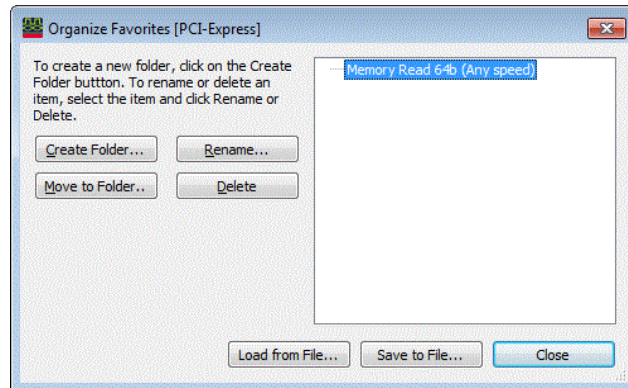 Organize Favorites [PCI-Express]
To create a new folder, click on the Create
Folder buttton. To rename or delete an
item, select the item and click Rename or
Delete.
Create Folder...
Rename...
Move to Folder..
Delete
Memory Read 64b (Any speed)
Load from File...
Save to File...
Close